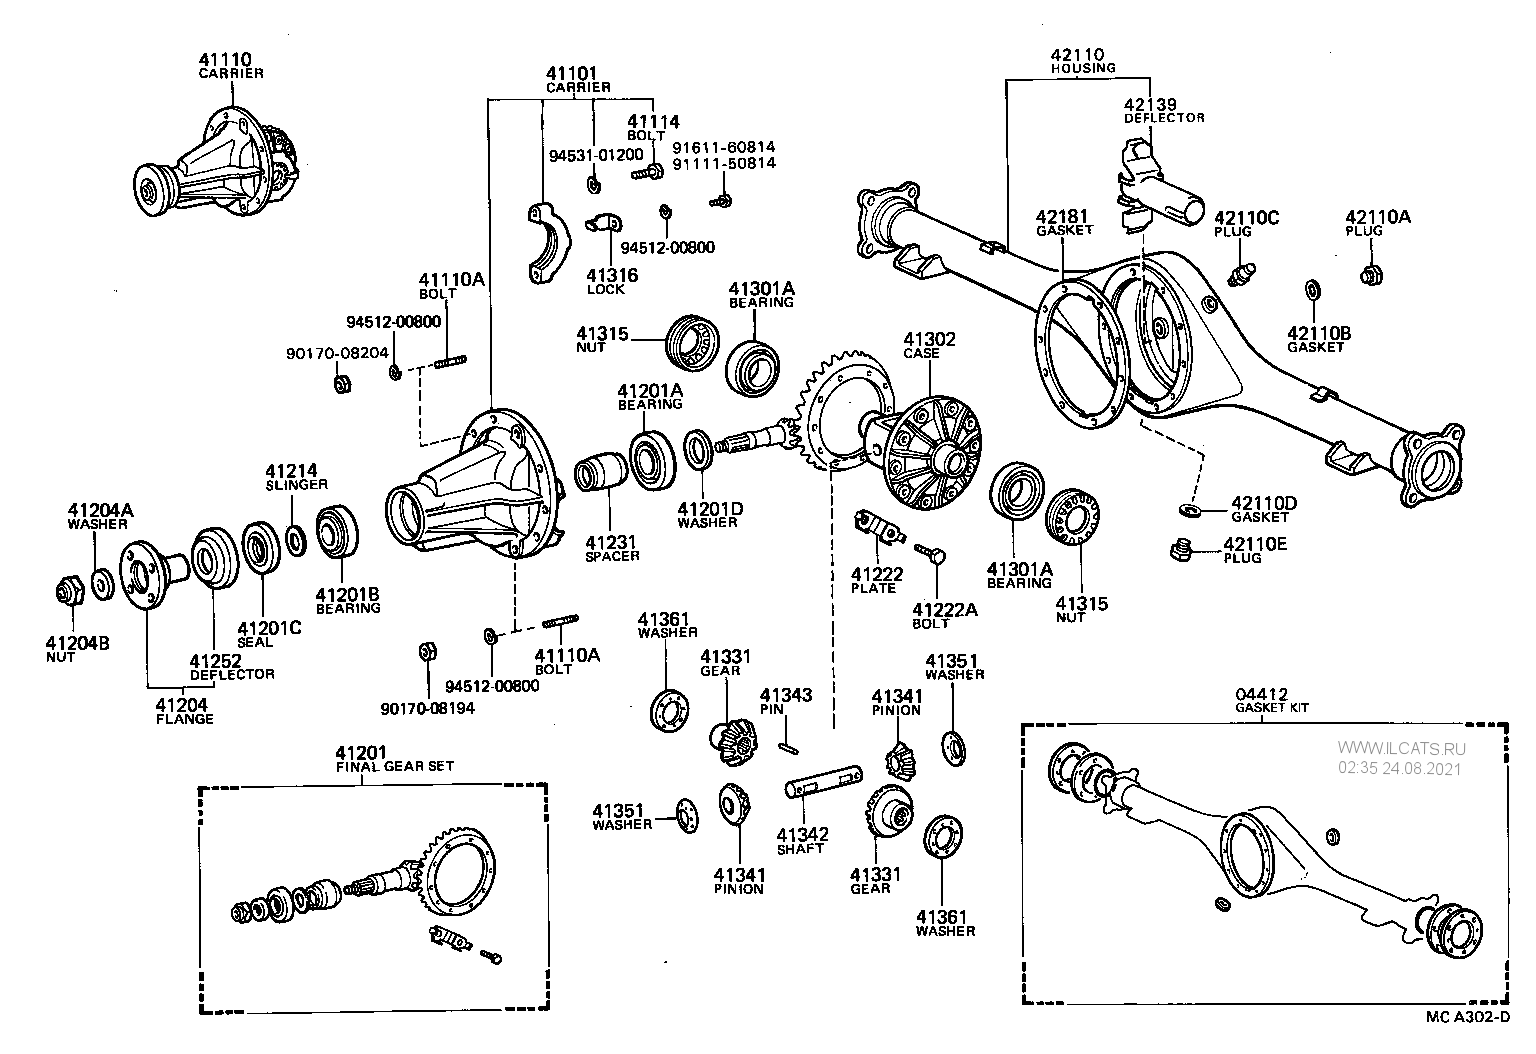 41110
CARRIER
41101
CARRIER
41114
BOLT
94531-01200
91611-60814
91111-50814
94512-00800
41316
LOCK
42110
HOUSING
42139
DEFLECTOR
42181
GASKET
42110C
PLUG
42110A
PLUG
42110B
GASKET
41110A
BOLT
94512-00800
90170-08204
41301A
BEARING
41315
NUT
41302
CASE
41201A
BEARING
41214
SLINGER
41204A
WASHER
41201D
WASHER
41231
SPACER
42110D
GASKET
42110E
PLUG
41222
PLATE
41301A
BEARING
41222A
BOLT
41315
NUT
41201B
BEARING
41201C
SEAL
41204B
NUT
41252
DEFLECTOR
41204
FLANGE
41110A
BOLT
94512-00800
90170-08194
41361
WASHER
41331
GEAR
41343
PIN
41341
PINION
41351
WASHER
04412
GASKET KIT
41201
FINAL GEAR SET
41351
WASHER
41341
PINION
41342
SHAFT
41331
GEAR
41361
WASHER
WWW.ILCATS.RU
02:35 24.08.2021
MC A302-D